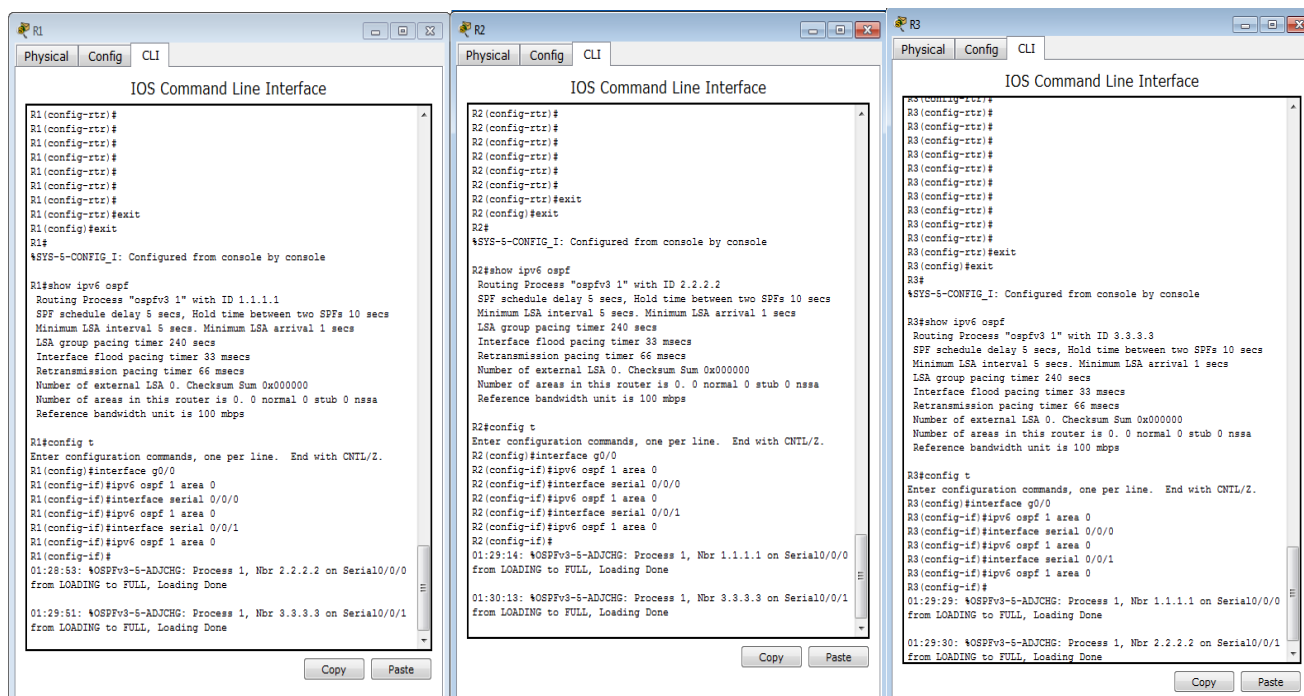 R1
Physical Config CLI
IOS Command Line Interface
R1(config-rtr)#
R1(config-rtr)#
R1(config-rtr)#
R1(config-rtr)#
R1(config-rtr)#
R1(config-rtr)#
R1(config-rtr)#
R1(config-rtr)#exit
R1(config)#exit
R1#
%SYS-5-CONFIG_I: Configured from console by console
R1#show ipv6 ospf
Routing Process "ospfv3 1" with ID 1.1.1.1
SPF schedule delay 5 secs, Hold time between two SPFs 10 secs
Minimum LSA interval 5 secs. Minimum LSA arrival 1 secs
LSA group pacing timer 240 secs
Interface flood pacing timer 33 msecs
Retransmission pacing timer 66 msecs
Number of external LSA 0. Checksum Sum 0x000000
Number of areas in this router is 0. 0 normal 0 stub 0 nssa
Reference bandwidth unit is 100 mbps
R1#config t
Enter configuration commands, one per line. End with CNTL/Z.
R1(config)#interface g0/0
R1(config-if)#ipv6 ospf 1 area 0
R1(config-if)#interface serial 0/0/0
R1(config-if)#ipv6 ospf 1 area 0
R1(config-if)#interface serial 0/0/1
R1(config-if)#ipv6 ospf 1 area 0
R1(config-if)#
01:28:53: %OSPFv3-5-ADJCHG: Process 1, Nbr 2.2.2.2 on Serial0/0/0
from LOADING to FULL, Loading Done
01:29:51: %OSPFv3-5-ADJCHG: Process 1, Nbr 3.3.3.3 on Serial0/0/1
from LOADING to FULL, Loading Done
Copy Paste
R2
Physical Config CLI
IOS Command Line Interface
R2(config-rtr)#
R2(config-rtr)#
R2(config-rtr)#
R2(config-rtr)#
R2(config-rtr)#
R2(config-rtr)#
R2(config-rtr)#exit
R2(config)#exit
R2#
%SYS-5-CONFIG_I: Configured from console by console
R2#show ipv6 ospf
Routing Process "ospfv3 1" with ID 2.2.2.2
SPF schedule delay 5 secs, Hold time between two SPFs 10 secs
Minimum LSA interval 5 secs. Minimum LSA arrival 1 secs
LSA group pacing timer 240 secs
Interface flood pacing timer 33 msecs
Retransmission pacing timer 66 msecs
Number of external LSA 0. Checksum Sum 0x000000
Number of areas in this router is 0. 0 normal 0 stub 0 nssa
Reference bandwidth unit is 100 mbps
R2#config t
Enter configuration commands, one per line. End with CNTL/Z.
R2(config)#interface g0/0
R2(config-if)#ipv6 ospf 1 area 0
R2(config-if)#interface serial 0/0/0
R2(config-if)#ipv6 ospf 1 area 0
R2(config-if)#interface serial 0/0/1
R2(config-if)#ipv6 ospf 1 area 0
R2(config-if)#
01:29:14: %OSPFv3-5-ADJCHG: Process 1, Nbr 1.1.1.1 on Serial0/0/0
from LOADING to FULL, Loading Done
01:30:13: %OSPFv3-5-ADJCHG: Process 1, Nbr 3.3.3.3 on Serial0/0/1
from LOADING to FULL, Loading Done
Copy Paste
R3
Physical Config CLI
IOS Command Line Interface
R3(config-rtr)#
R3(config-rtr)#
R3(config-rtr)#
R3(config-rtr)#
R3(config-rtr)#
R3(config-rtr)#
R3(config-rtr)#
R3(config-rtr)#
R3(config-rtr)#
R3(config-rtr)#
R3(config-rtr)#
R3(config-rtr)#exit
R3(config)#exit
R3#
%SYS-5-CONFIG_I: Configured from console by console
R3#show ipv6 ospf
Routing Process "ospfv3 1" with ID 3.3.3.3
SPF schedule delay 5 secs, Hold time between two SPFs 10 secs
Minimum LSA interval 5 secs. Minimum LSA arrival 1 secs
LSA group pacing timer 240 secs
Interface flood pacing timer 33 msecs
Retransmission pacing timer 66 msecs
Number of external LSA 0. Checksum Sum 0x000000
Number of areas in this router is 0. 0 normal 0 stub 0 nssa
Reference bandwidth unit is 100 mbps
R3#config t
Enter configuration commands, one per line. End with CNTL/Z.
R3(config)#interface g0/0
R3(config-if)#ipv6 ospf 1 area 0
R3(config-if)#interface serial 0/0/0
R3(config-if)#ipv6 ospf 1 area 0
R3(config-if)#interface serial 0/0/1
R3(config-if)#ipv6 ospf 1 area 0
R3(config-if)#
01:29:29: %OSPFv3-5-ADJCHG: Process 1, Nbr 1.1.1.1 on Serial0/0/0
from LOADING to FULL, Loading Done
01:29:30: %OSPFv3-5-ADJCHG: Process 1, Nbr 2.2.2.2 on Serial0/0/1
from LOADING to FULL, Loading Done
Copy Paste